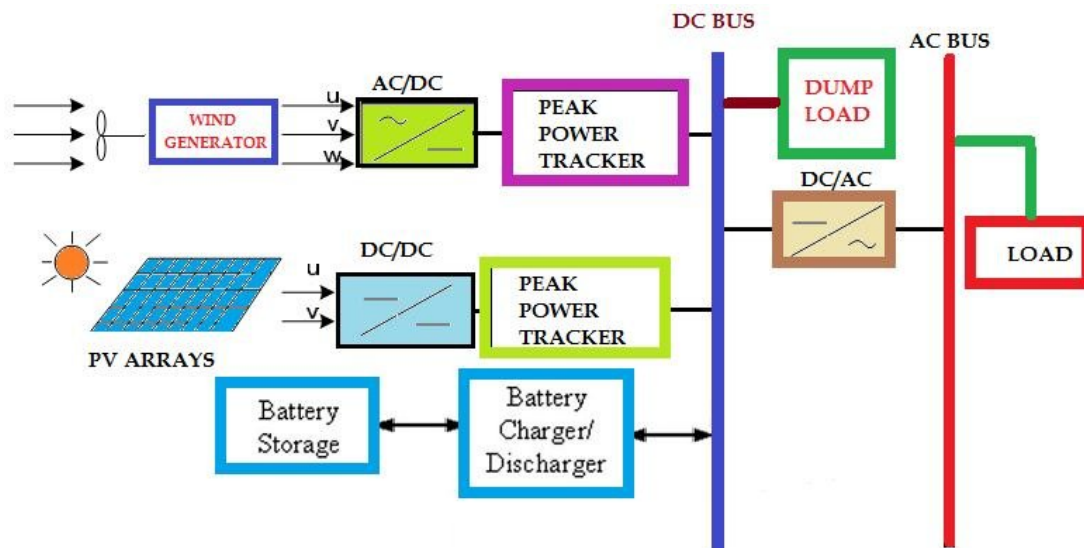 DC BUS
AC BUS
u
AC/DC
v
w
WIND
GENERATOR
PEAK
POWER
TRACKER
DUMP
LOAD
DC/AC
LOAD
u
v
DC/DC
PEAK
POWER
TRACKER
PV ARRAYS
Battery
Storage
Battery
Charger/
Discharger